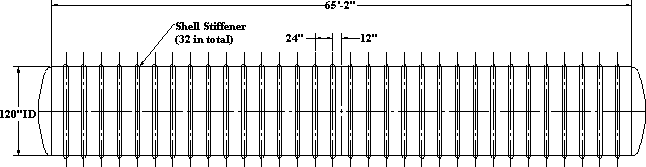 65'-2"
Shell Stiffener
(32 in total)
24"
12"
120"ID